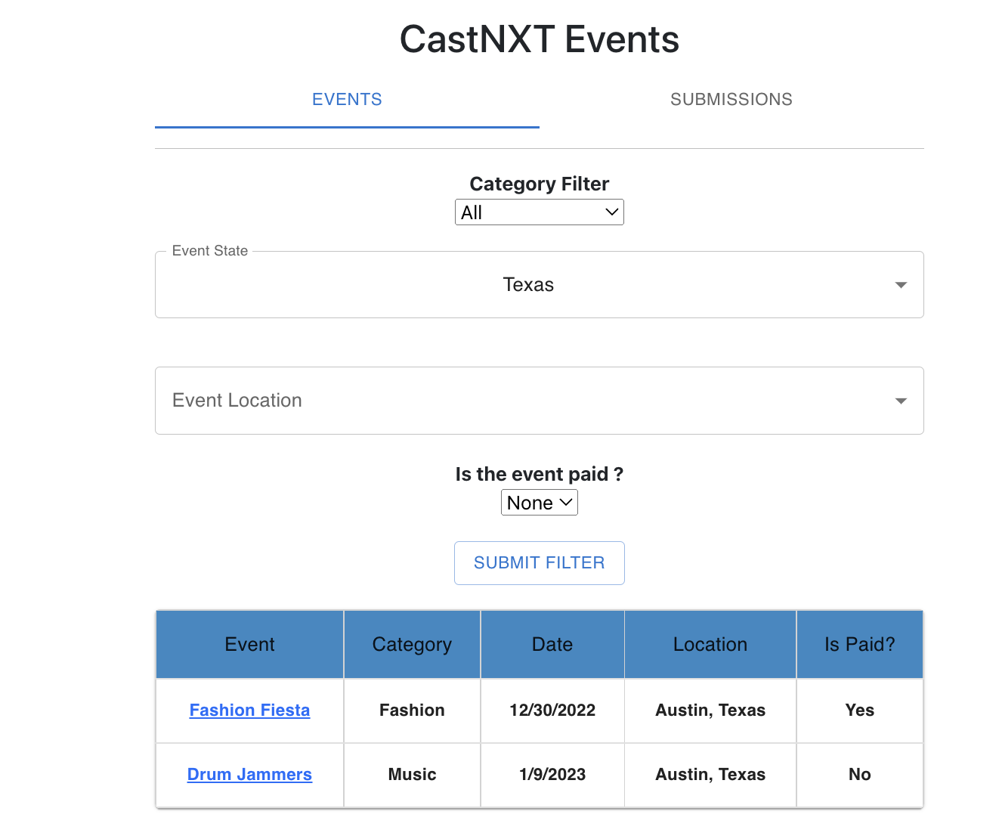 CastNXT Events
EVENTS SUBMISSIONS
Category Filter
All
Event State
Texas
Event Location
Is the event paid ?
None
SUBMIT FILTER
Event Category Date Location Is Paid?
Fashion Fiesta Fashion 12/30/2022 Austin, Texas Yes
Drum Jammers Music 1/9/2023 Austin, Texas No